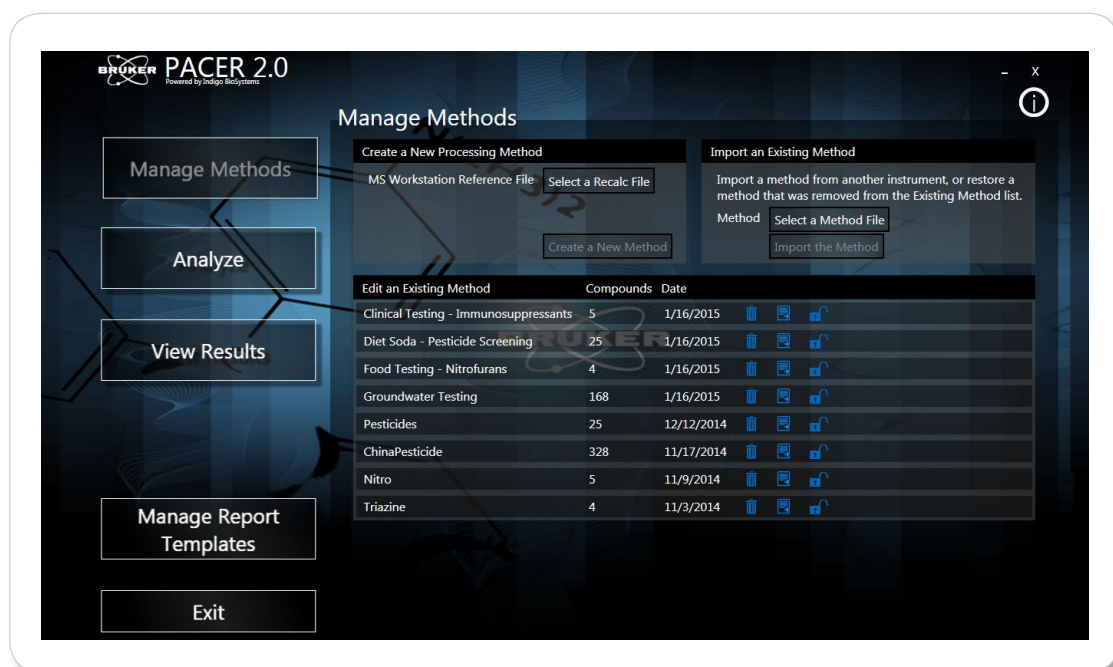 BRUKER PACER 2.0
Powered by Indigo BioSystems
– X
i
Manage Methods
Manage Methods
Analyze
View Results
Manage Report
Templates
Exit
Create a New Processing Method
MS Workstation Reference File Select a Recalc File
Create a New Method
Import an Existing Method
Import a method from another instrument, or restore a
method that was removed from the Existing Method list.
Method Select a Method File
Import the Method
Edit an Existing Method Compounds Date
Clinical Testing - Immunosuppressants 5 1/16/2015
Diet Soda - Pesticide Screening 25 1/16/2015
Food Testing - Nitrofurans 4 1/16/2015
Groundwater Testing 168 1/16/2015
Pesticides 25 12/12/2014
ChinaPesticide 328 11/17/2014
Nitro 5 11/9/2014
Triazine 4 11/3/2014
BRUKER